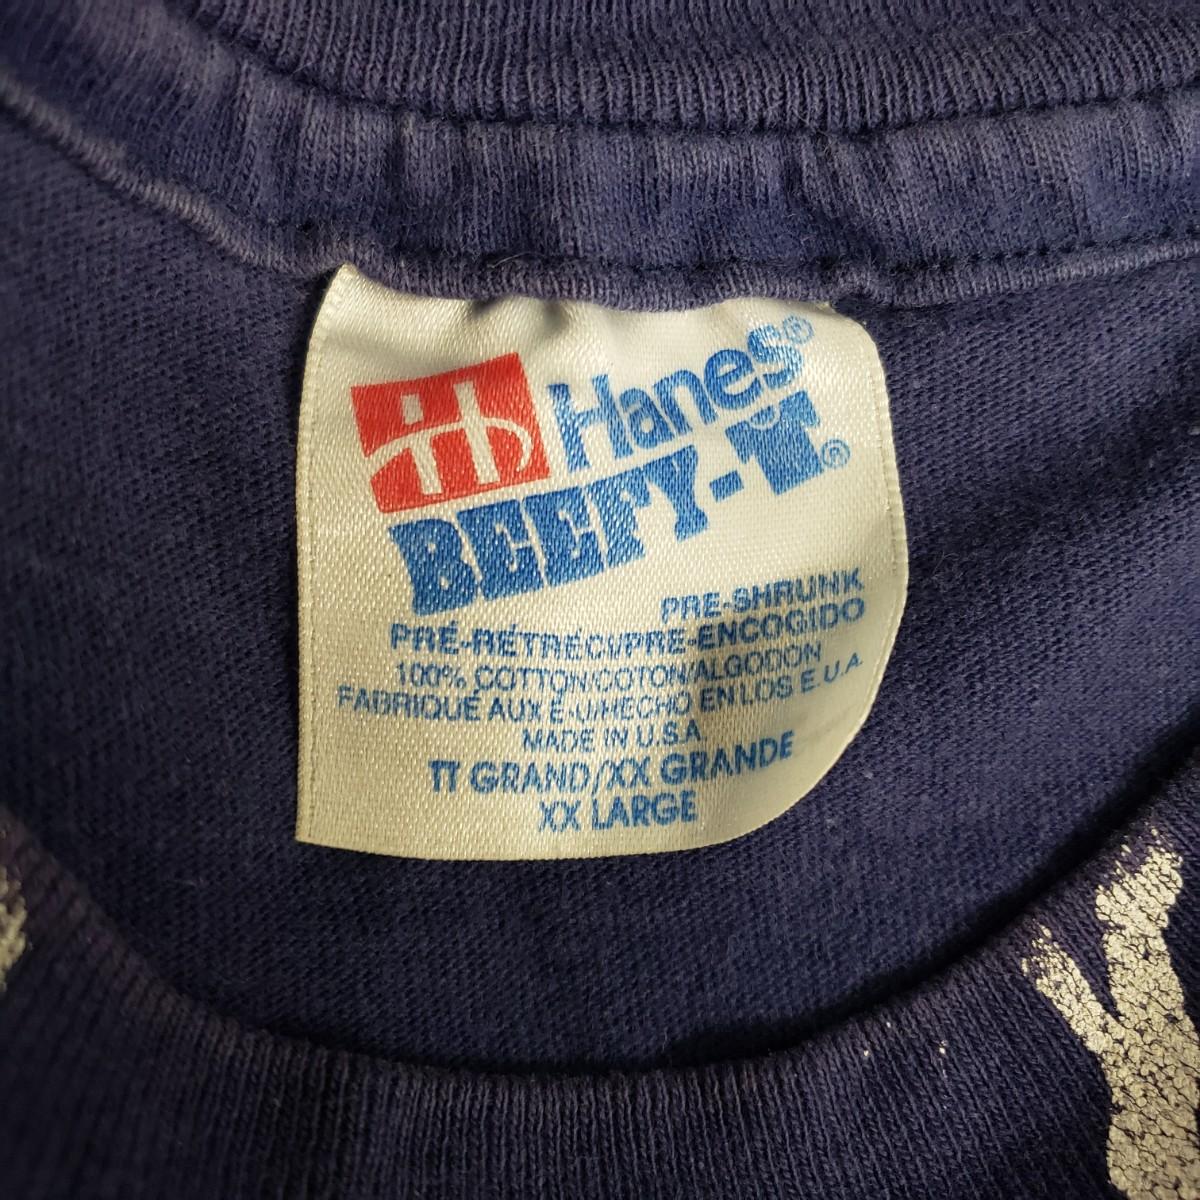 Hanes®
BEEFY-T®
PRE-SHRUNK
PRÉ-RÉTRÉCI/PRE-ENCOGIDO
100% COTTON/COTON/ALGODON
FABRIQUÉ AUX É.-U/HECHO EN LOS E.U.A.
MADE IN U.S.A
TT GRAND/XX GRANDE
XX LARGE